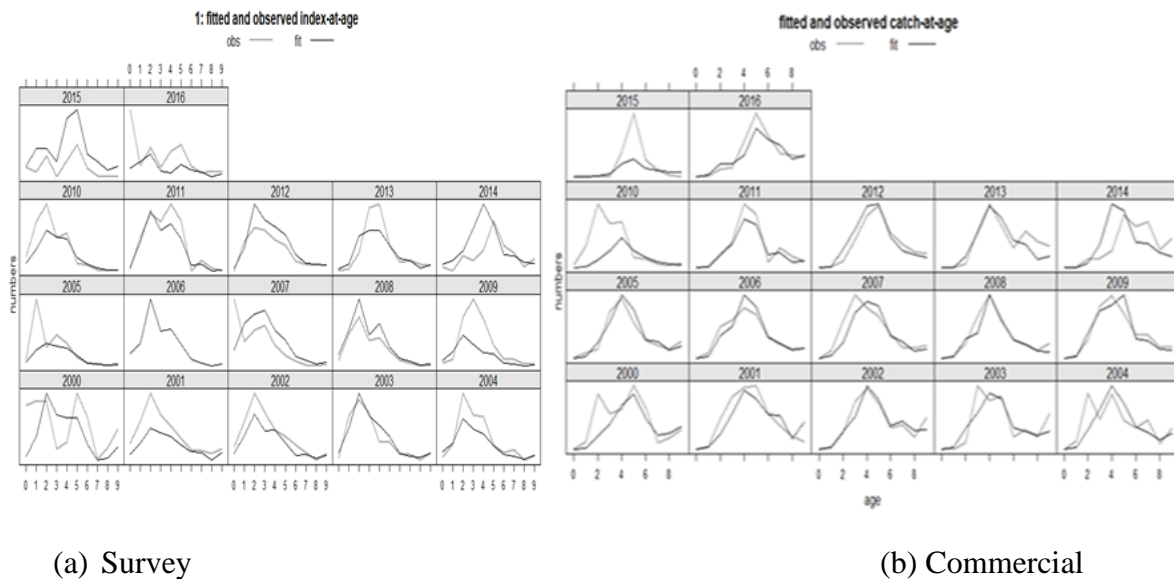 1: fitted and observed index-at-age
obs fit
0 1 2 3 4 5 6 7 8 9
2015 2016
2010 2011 2012 2013 2014
2005 2006 2007 2008 2009
2000 2001 2002 2003 2004
numbers
0 1 2 3 4 5 6 7 8 9 0 1 2 3 4 5 6 7 8 9 0 1 2 3 4 5 6 7 8 9
(a) Survey
fitted and observed catch-at-age
obs fit
0 2 4 6 8
2015 2016
2010 2011 2012 2013 2014
2005 2006 2007 2008 2009
2000 2001 2002 2003 2004
numbers
0 2 4 6 8 0 2 4 6 8 0 2 4 6 8
age
(b) Commercial